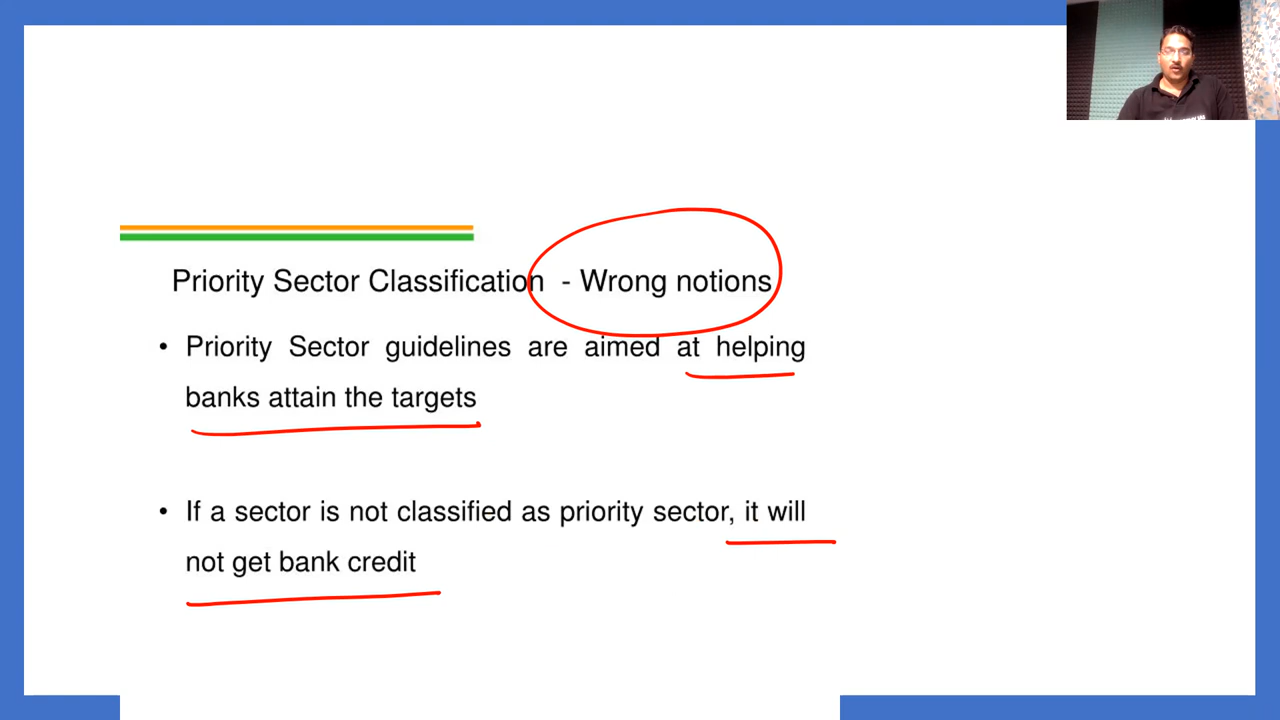 Priority Sector Classification - Wrong notions
• Priority Sector guidelines are aimed at helping
banks attain the targets
• If a sector is not classified as priority sector, it will
not get bank credit